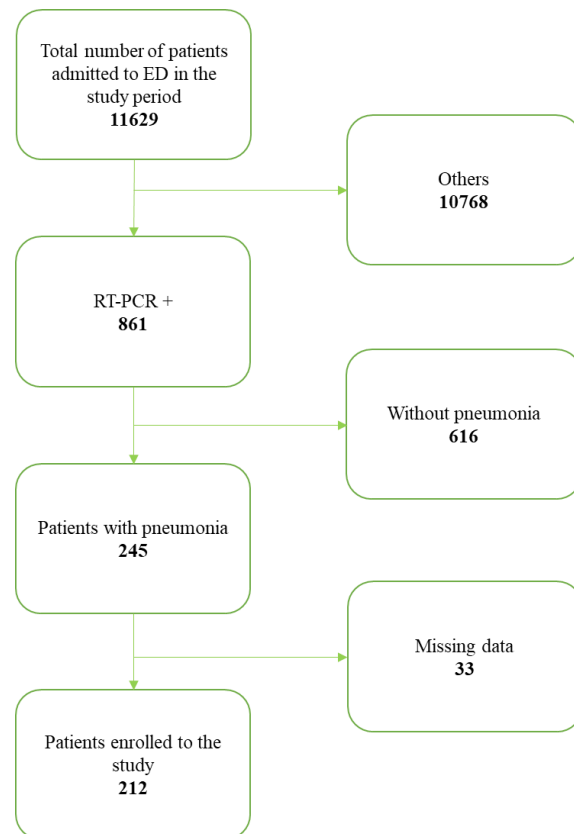 Total number of patients
admitted to ED in the
study period
11629
Others
10768
RT-PCR +
861
Without pneumonia
616
Patients with pneumonia
245
Missing data
33
Patients enrolled to the
study
212